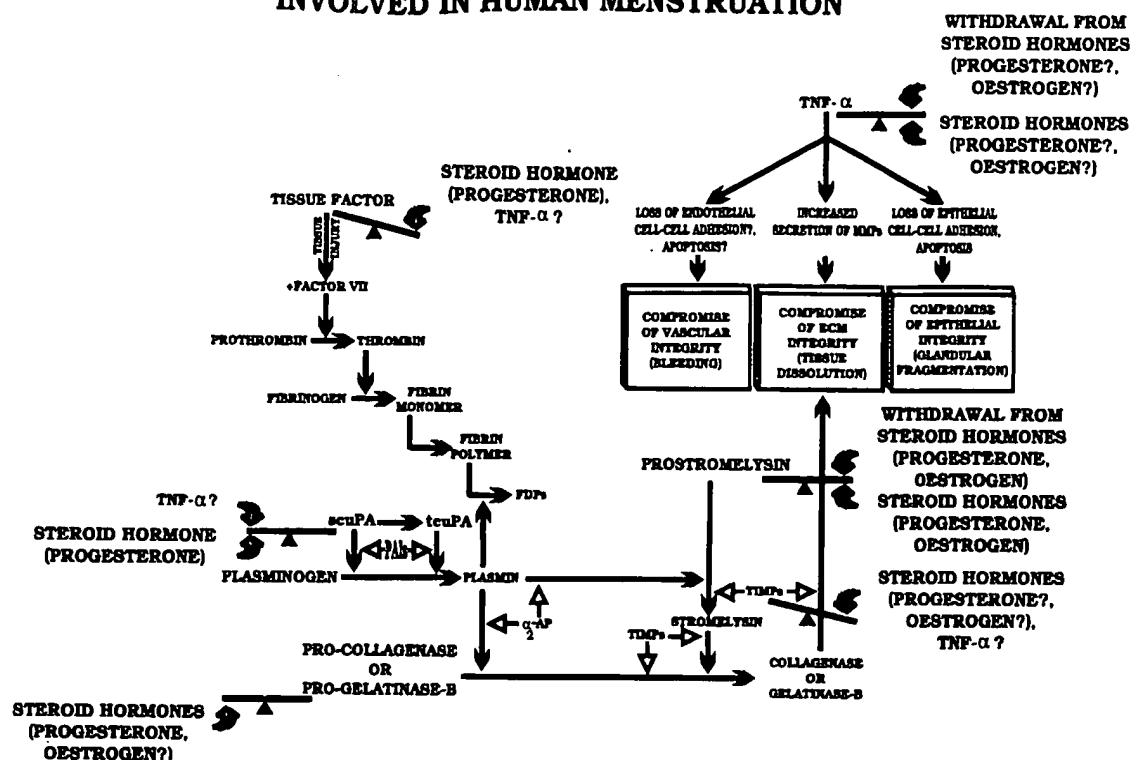 INVOLVED IN HUMAN MENSTRUATION
WITHDRAWAL FROM
STEROID HORMONES
(PROGESTERONE?,
OESTROGEN?)
TNF-α
STEROID HORMONES
(PROGESTERONE?,
OESTROGEN?)
STEROID HORMONE
(PROGESTERONE),
TNF-α ?
TISSUE FACTOR
TISSUE
INJURY
+FACTOR VII
PROTHROMBIN
THROMBIN
FIBRINOGEN
FIBRIN
MONOMER
FIBRIN
POLYMER
FDPs
LOSS OF ENDOTHELIAL
CELL-CELL ADHESION?,
APOPTOSIS?
INCREASED
SECRETION OF MMPs
LOSS OF EPITHELIAL
CELL-CELL ADHESION,
APOPTOSIS
COMPROMISE
OF VASCULAR
INTEGRITY
(BLEEDING)
COMPROMISE
OF ECM
INTEGRITY
(TISSUE
DISSOLUTION)
COMPROMISE
OF EPITHELIAL
INTEGRITY
(GLANDULAR
FRAGMENTATION)
WITHDRAWAL FROM
STEROID HORMONES
(PROGESTERONE,
OESTROGEN)
PROSTROMELYSIN
STEROID HORMONES
(PROGESTERONE,
OESTROGEN)
TNF-α?
STEROID HORMONE
(PROGESTERONE)
scuPA
tcuPA
PLASMINOGEN
PLASMIN
α2-AP
TIMPs
STROMELYSIN
TIMPs
STEROID HORMONES
(PROGESTERONE?,
OESTROGEN?),
TNF-α ?
PRO-COLLAGENASE
OR
PRO-GELATINASE-B
COLLAGENASE
OR
GELATINASE-B
STEROID HORMONES
(PROGESTERONE,
OESTROGEN?)